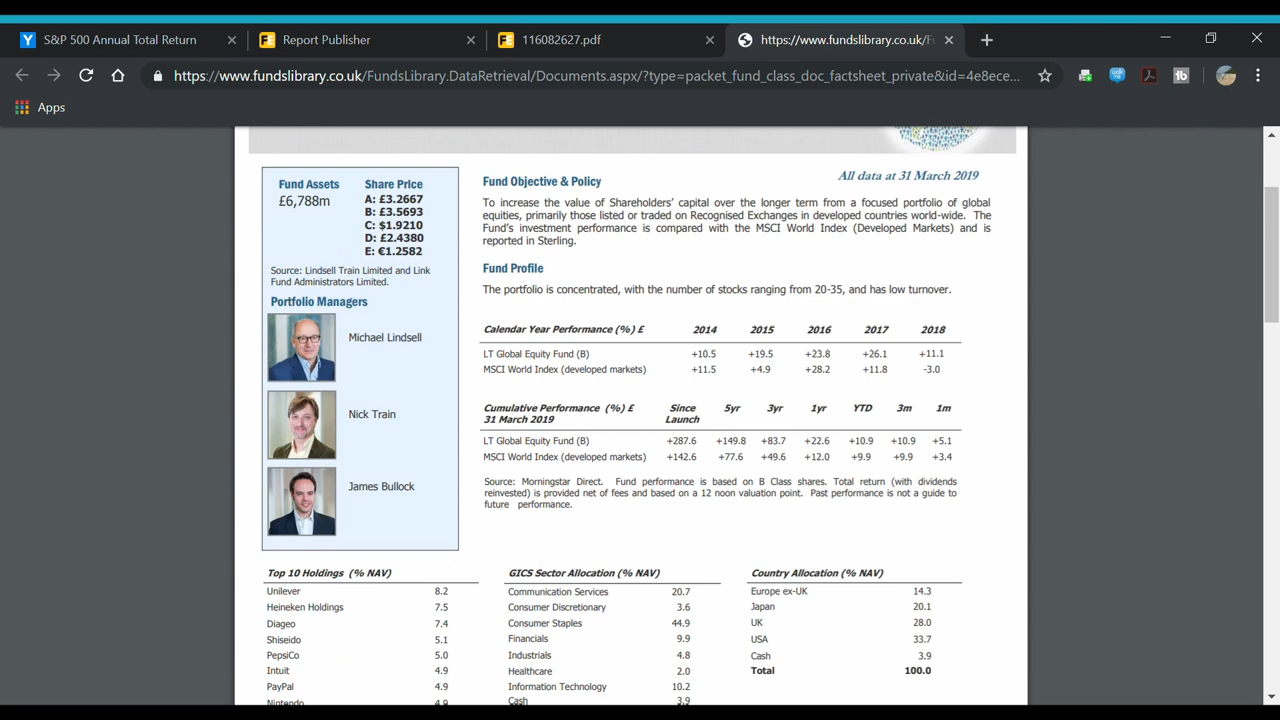 S&P 500 Annual Total Return
Report Publisher
116082627.pdf
https://www.fundslibrary.co.uk/F
https://www.fundslibrary.co.uk/FundsLibrary.DataRetrieval/Documents.aspx/?type=packet_fund_class_doc_factsheet_private&id=4e8ece...
Apps
Fund Assets
£6,788m
Share Price
A: £3.2667
B: £3.5693
C: $1.9210
D: £2.4380
E: €1.2582
Source: Lindsell Train Limited and Link
Fund Administrators Limited.
Portfolio Managers
Michael Lindsell
Nick Train
James Bullock
All data at 31 March 2019
Fund Objective & Policy
To increase the value of Shareholders' capital over the longer term from a focused portfolio of global
equities, primarily those listed or traded on Recognised Exchanges in developed countries world-wide. The
Fund's investment performance is compared with the MSCI World Index (Developed Markets) and is
reported in Sterling.
Fund Profile
The portfolio is concentrated, with the number of stocks ranging from 20-35, and has low turnover.
Calendar Year Performance (%) £ 2014 2015 2016 2017 2018
LT Global Equity Fund (B) +10.5 +19.5 +23.8 +26.1 +11.1
MSCI World Index (developed markets) +11.5 +4.9 +28.2 +11.8 -3.0
Cumulative Performance (%) £ Since 5yr 3yr 1yr YTD 3m 1m
31 March 2019 Launch
LT Global Equity Fund (B) +287.6 +149.8 +83.7 +22.6 +10.9 +10.9 +5.1
MSCI World Index (developed markets) +142.6 +77.6 +49.6 +12.0 +9.9 +9.9 +3.4
Source: Morningstar Direct. Fund performance is based on B Class shares. Total return (with dividends
reinvested) is provided net of fees and based on a 12 noon valuation point. Past performance is not a guide to
future performance.
Top 10 Holdings (% NAV)
Unilever 8.2
Heineken Holdings 7.5
Diageo 7.4
Shiseido 5.1
PepsiCo 5.0
Intuit 4.9
PayPal 4.9
Nintendo 4.9
GICS Sector Allocation (% NAV)
Communication Services 20.7
Consumer Discretionary 3.6
Consumer Staples 44.9
Financials 9.9
Industrials 4.8
Healthcare 2.0
Information Technology 10.2
Cash 3.9
Country Allocation (% NAV)
Europe ex-UK 14.3
Japan 20.1
UK 28.0
USA 33.7
Cash 3.9
Total 100.0